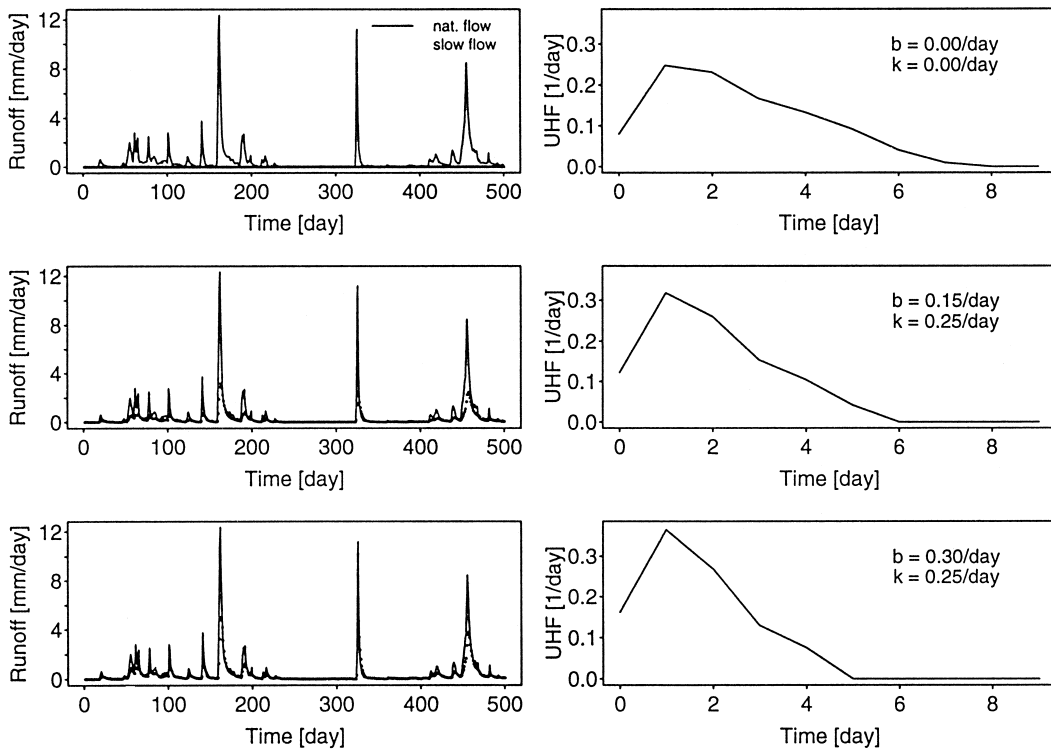 Runoff [mm/day]
12
8
4
0
nat. flow
slow flow
0 100 200 300 400 500
Time [day]
UHF [1/day]
0.3
0.2
0.1
0.0
b = 0.00/day
k = 0.00/day
0 2 4 6 8
Time [day]
Runoff [mm/day]
12
8
4
0
0 100 200 300 400 500
Time [day]
UHF [1/day]
0.3
0.2
0.1
0.0
b = 0.15/day
k = 0.25/day
0 2 4 6 8
Time [day]
Runoff [mm/day]
12
8
4
0
0 100 200 300 400 500
Time [day]
UHF [1/day]
0.3
0.2
0.1
0.0
b = 0.30/day
k = 0.25/day
0 2 4 6 8
Time [day]